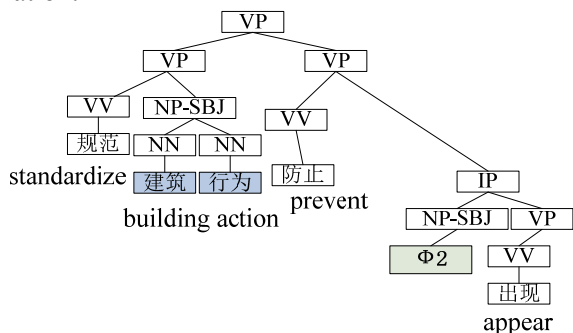 VP
VP VP
VV NP-SBJ VV
规范 NN NN
standardize 建筑 行为 防止 IP
building action prevent NP-SBJ VP
Φ2 VV
出现
appear